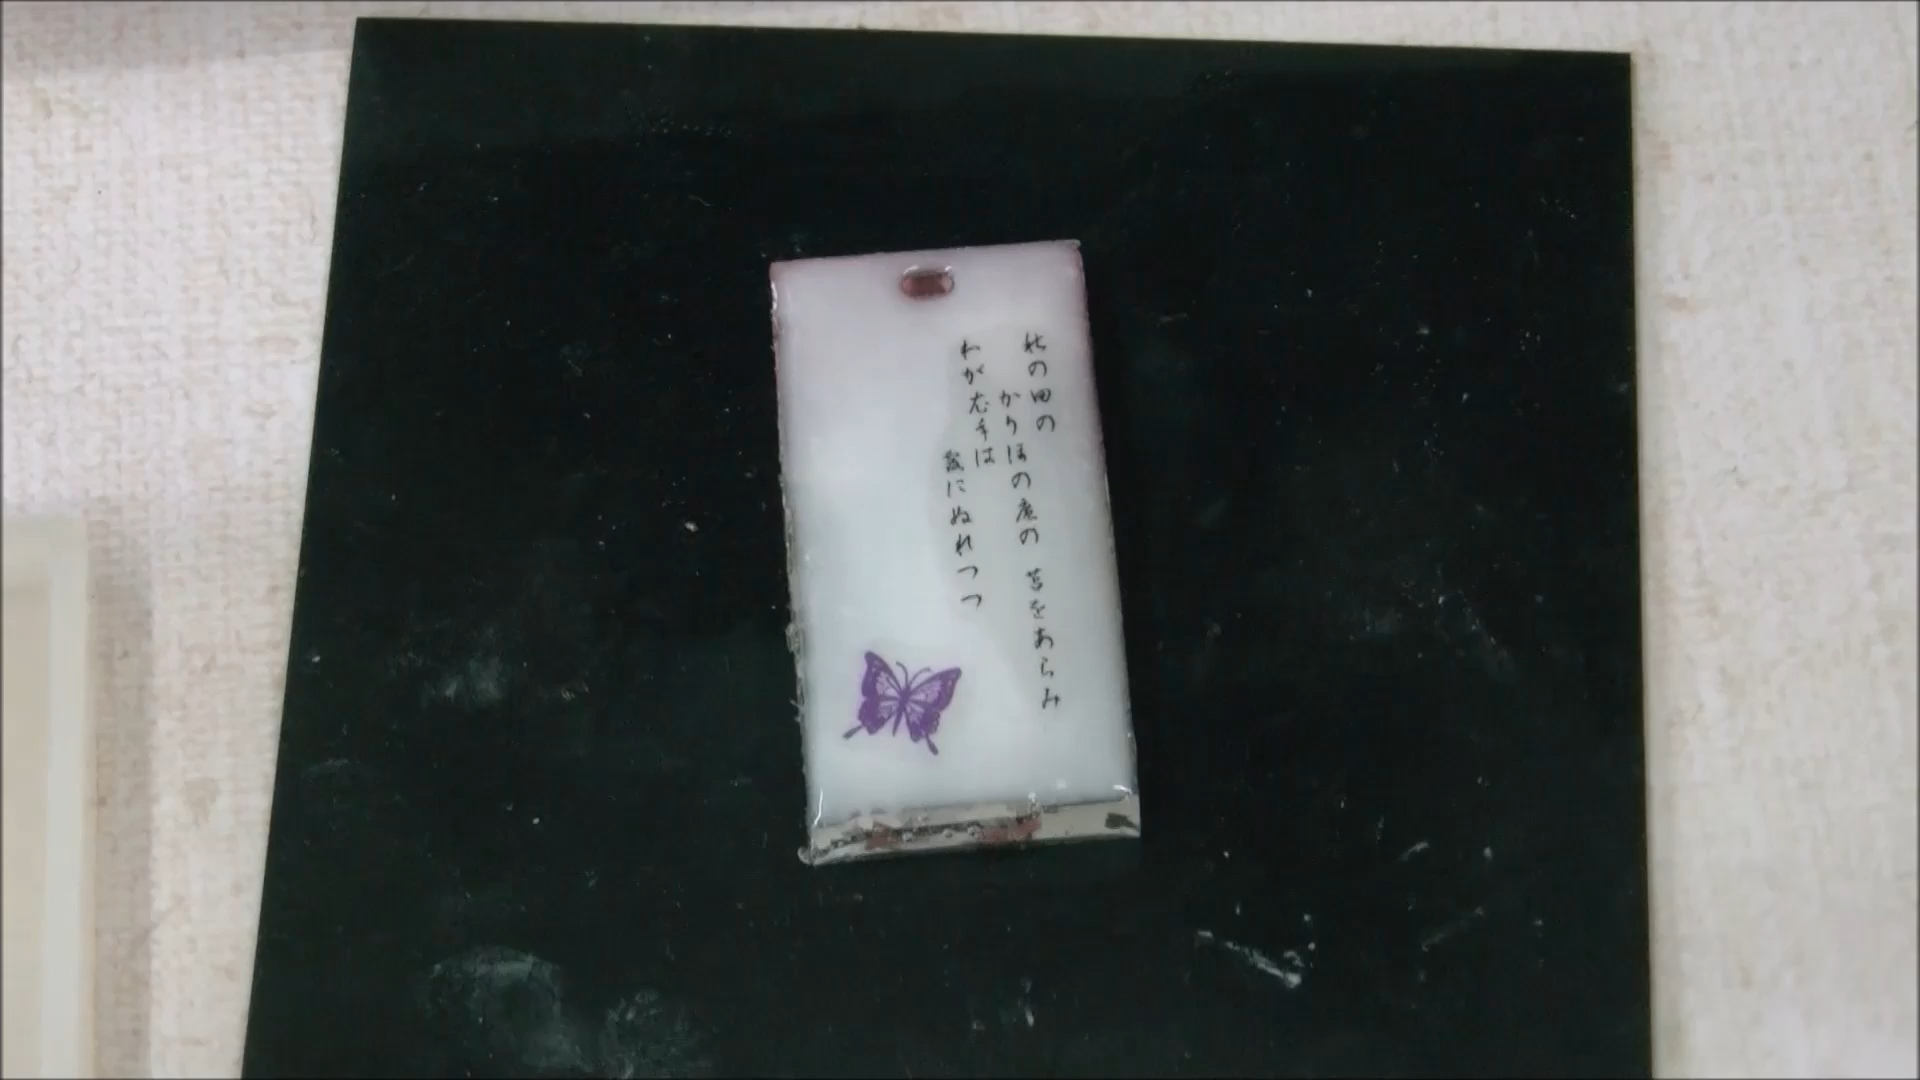 秋の田の
かりほの庵の 苫をあらみ
わが衣手は
露にぬれつつ